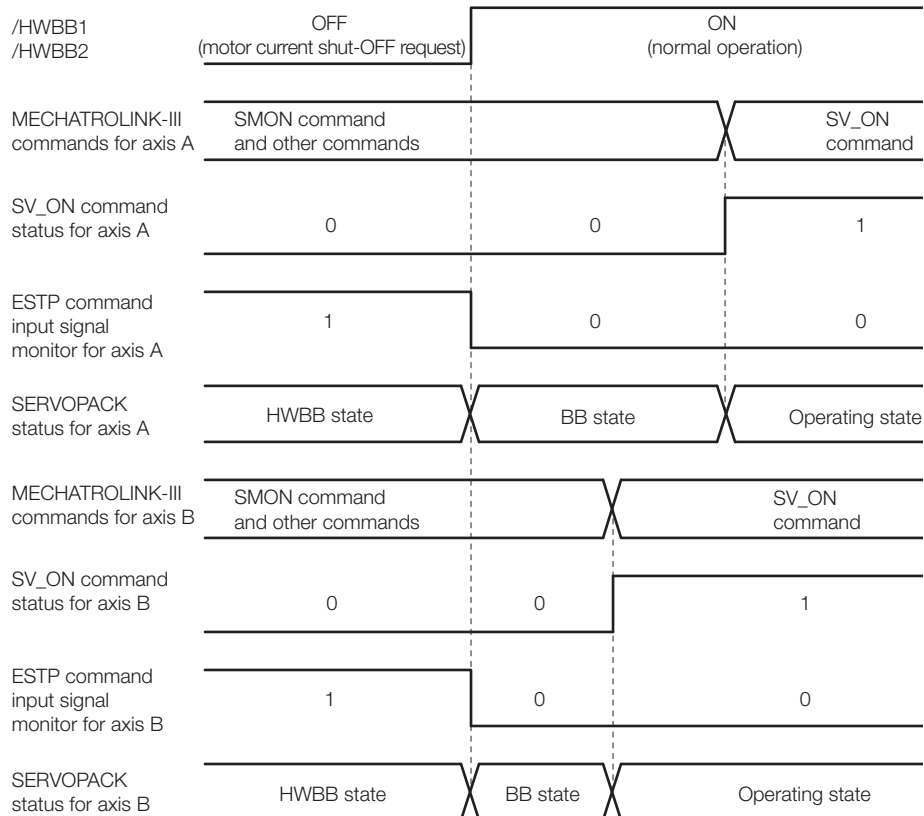 /HWBB1
/HWBB2
OFF
(motor current shut-OFF request)
ON
(normal operation)
MECHATROLINK-III
commands for axis A
SMON command
and other commands
SV_ON
command
SV_ON command
status for axis A
0
0
1
ESTP command
input signal
monitor for axis A
1
0
0
SERVOPACK
status for axis A
HWBB state
BB state
Operating state
MECHATROLINK-III
commands for axis B
SMON command
and other commands
SV_ON
command
SV_ON command
status for axis B
0
0
1
ESTP command
input signal
monitor for axis B
1
0
0
SERVOPACK
status for axis B
HWBB state
BB state
Operating state